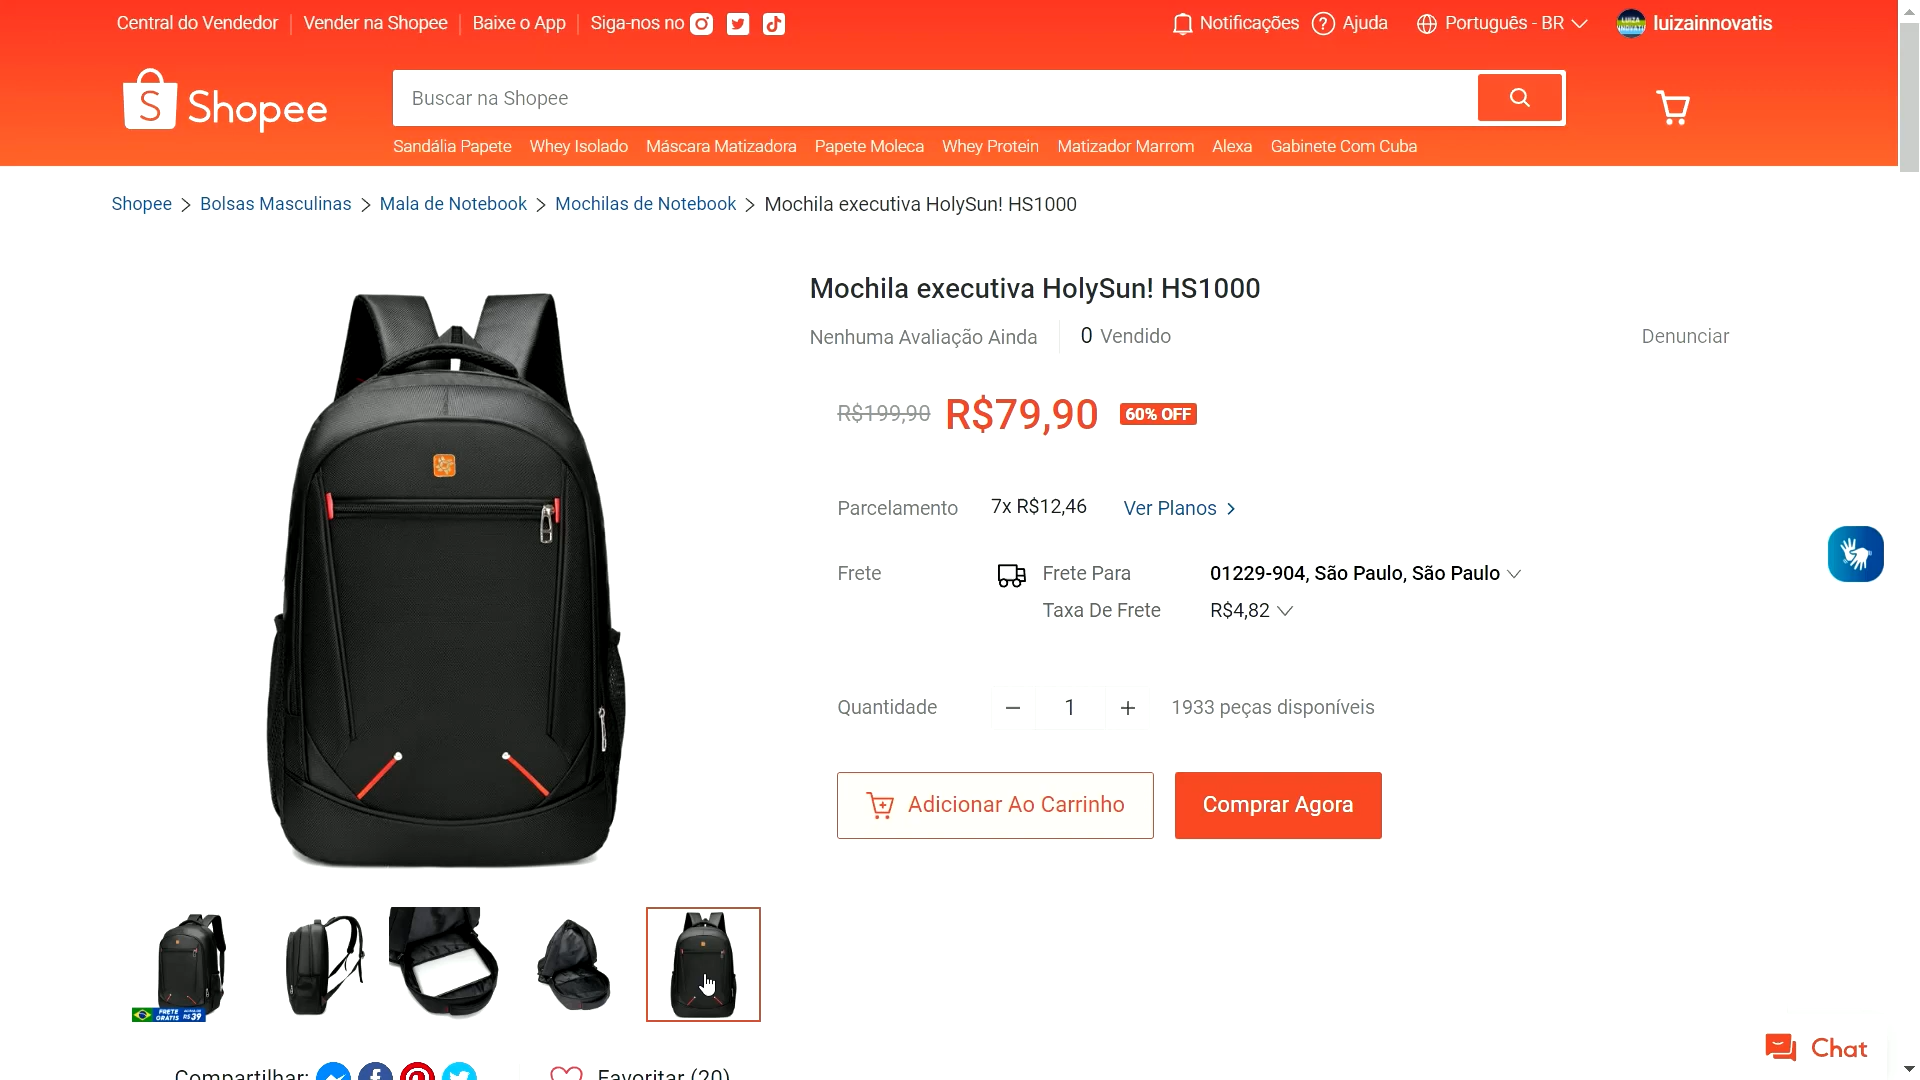 Central do Vendedor | Vender na Shopee | Baixe o App | Siga-nos no
Notificações Ajuda Português - BR luizainnovatis
Shopee
Buscar na Shopee
Sandália Papete Whey Isolado Máscara Matizadora Papete Moleca Whey Protein Matizador Marrom Alexa Gabinete Com Cuba
Shopee > Bolsas Masculinas > Mala de Notebook > Mochilas de Notebook > Mochila executiva HolySun! HS1000
Mochila executiva HolySun! HS1000
Nenhuma Avaliação Ainda 0 Vendido Denunciar
R$199,90 R$79,90 60% OFF
Parcelamento 7x R$12,46 Ver Planos >
Frete Frete Para 01229-904, São Paulo, São Paulo
Taxa De Frete R$4,82
Quantidade − 1 + 1933 peças disponíveis
Adicionar Ao Carrinho Comprar Agora
FRETE
GRÁTIS R$39
Chat
Compartilhar: Favoritar (20)